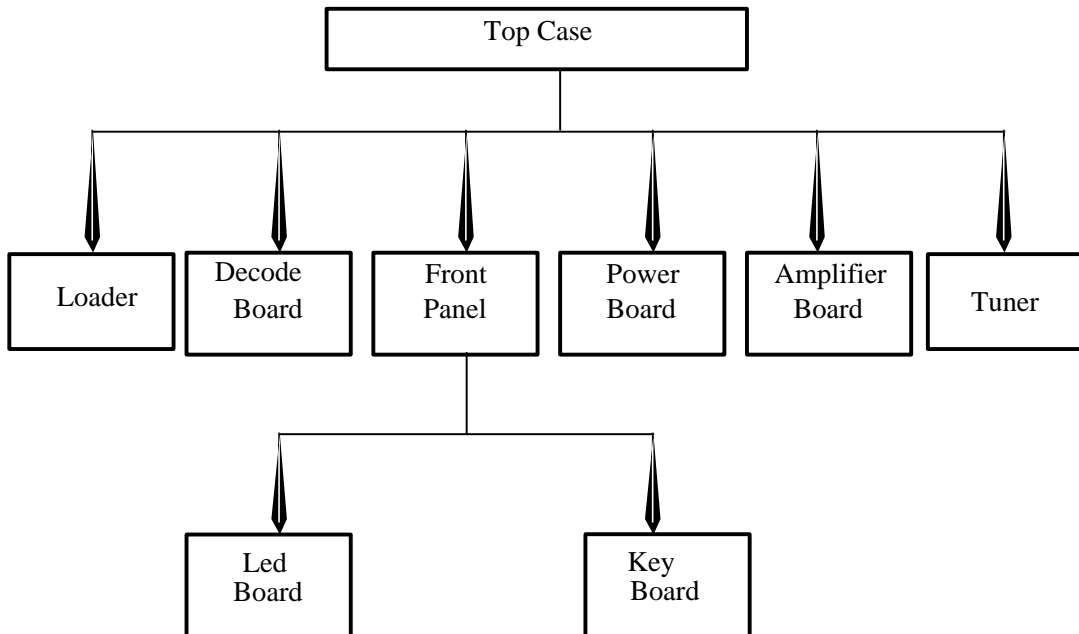 Top Case
Loader
Decode
Board
Front
Panel
Power
Board
Amplifier
Board
Tuner
Led
Board
Key
Board